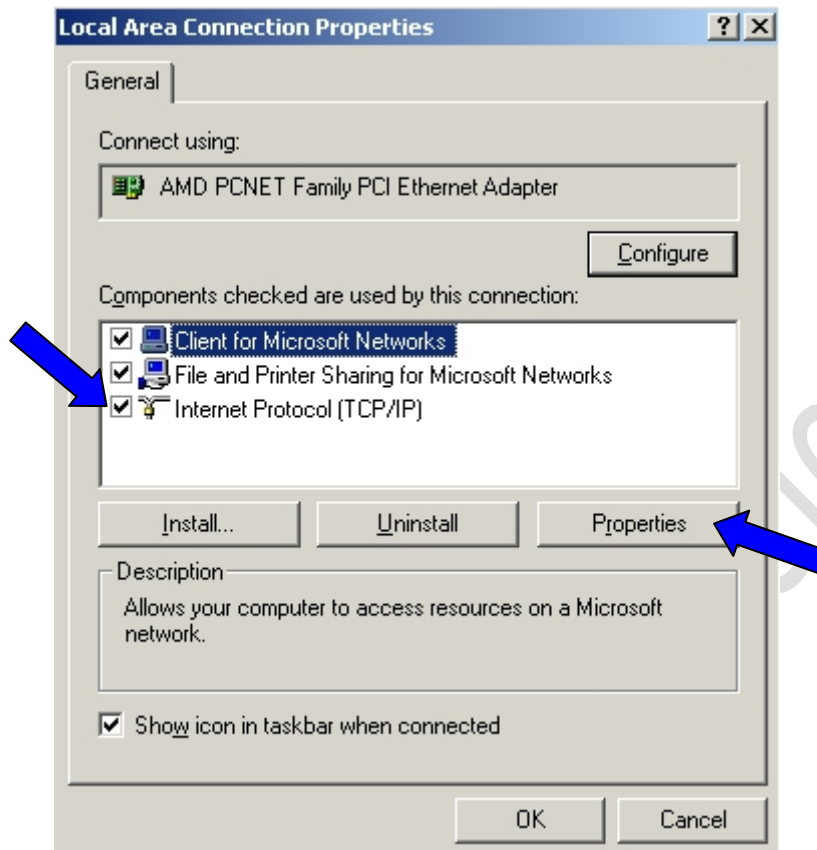 Local Area Connection Properties
General
Connect using:
AMD PCNET Family PCI Ethernet Adapter
Configure
Components checked are used by this connection:
Client for Microsoft Networks
File and Printer Sharing for Microsoft Networks
Internet Protocol (TCP/IP)
Install...
Uninstall
Properties
Description
Allows your computer to access resources on a Microsoft
network.
Show icon in taskbar when connected
OK
Cancel